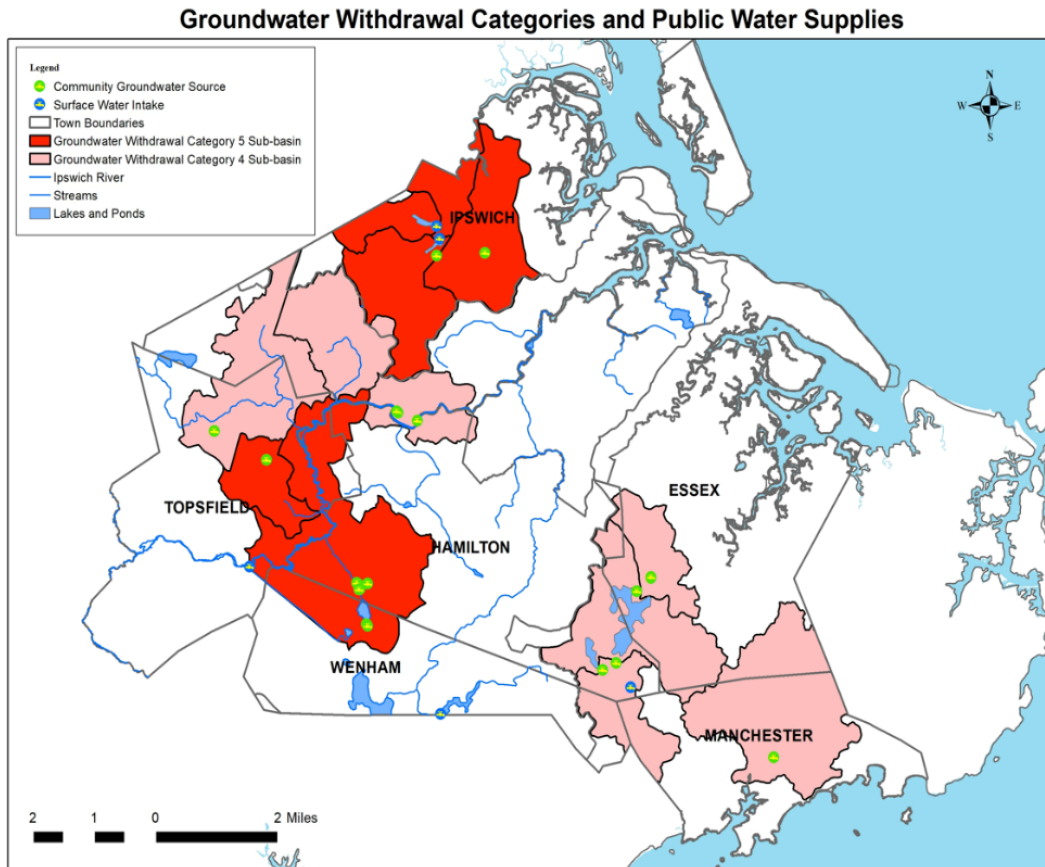 Groundwater Withdrawal Categories and Public Water Supplies
Legend
Community Groundwater Source
Surface Water Intake
Town Boundaries
Groundwater Withdrawal Category 5 Sub-basin
Groundwater Withdrawal Category 4 Sub-basin
Ipswich River
Streams
Lakes and Ponds
N
W E
S
IPSWICH
ESSEX
TOPSFIELD
HAMILTON
WENHAM
MANCHESTER
2 1 0 2 Miles